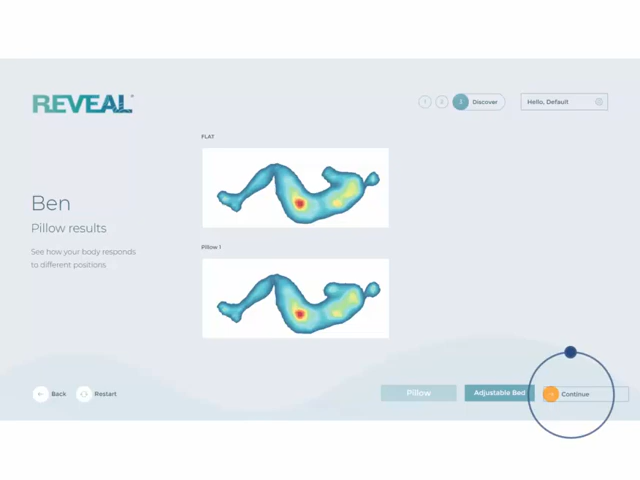 REVEAL
1
2
3
Discover
Hello, Default
FLAT
Ben
Pillow results
See how your body responds
to different positions
Pillow 1
Back
Restart
Pillow
Adjustable Bed
Continue